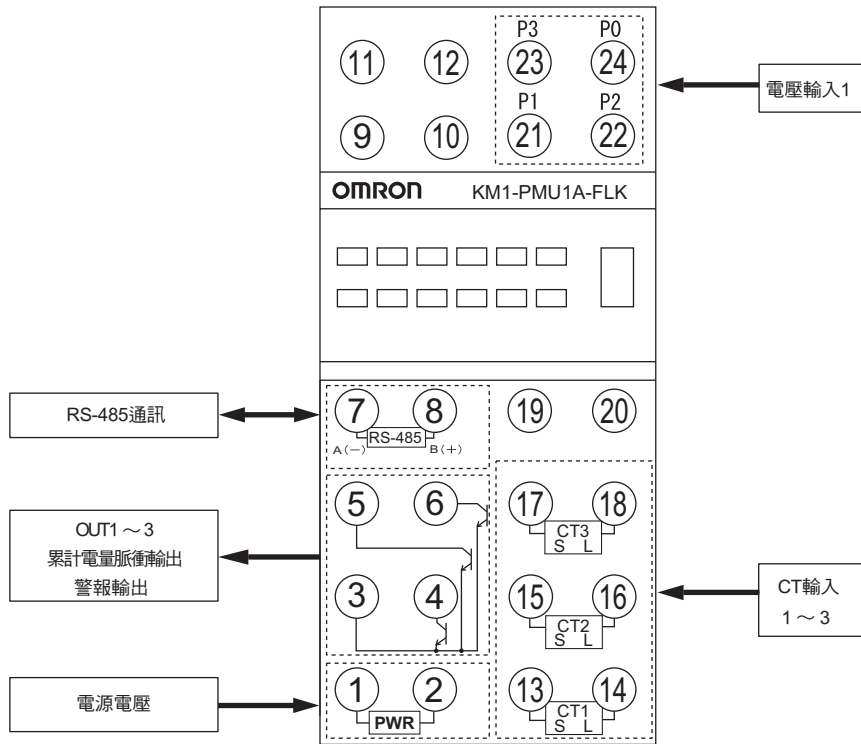 P3 P0
11 12 23 24
電壓輸入1
P1 P2
9 10 21 22
OMRON KM1-PMU1A-FLK
RS-485通訊
7 8 19 20
RS-485
A(－) B(＋)
OUT1～3
累計電量脈衝輸出
警報輸出
5 6 17 18
CT3
S L
3 4 15 16
CT2
S L
CT輸入
1～3
電源電壓
1 2 13 14
PWR
CT1
S L